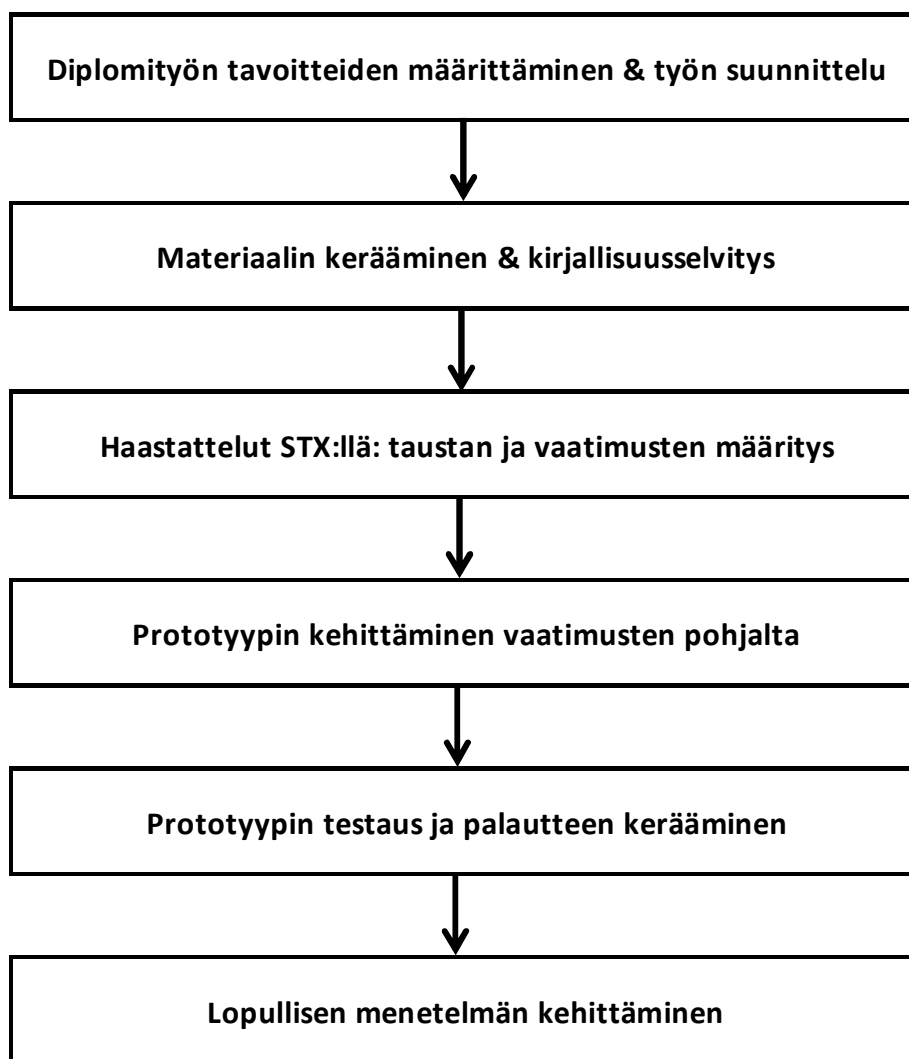 Diplomityön tavoitteiden määrittäminen & työn suunnittelu
Materiaalin kerääminen & kirjallisuusselvitys
Haastattelut STX:llä: taustan ja vaatimusten määritys
Prototyypin kehittäminen vaatimusten pohjalta
Prototyypin testaus ja palautteen kerääminen
Lopullisen menetelmän kehittäminen